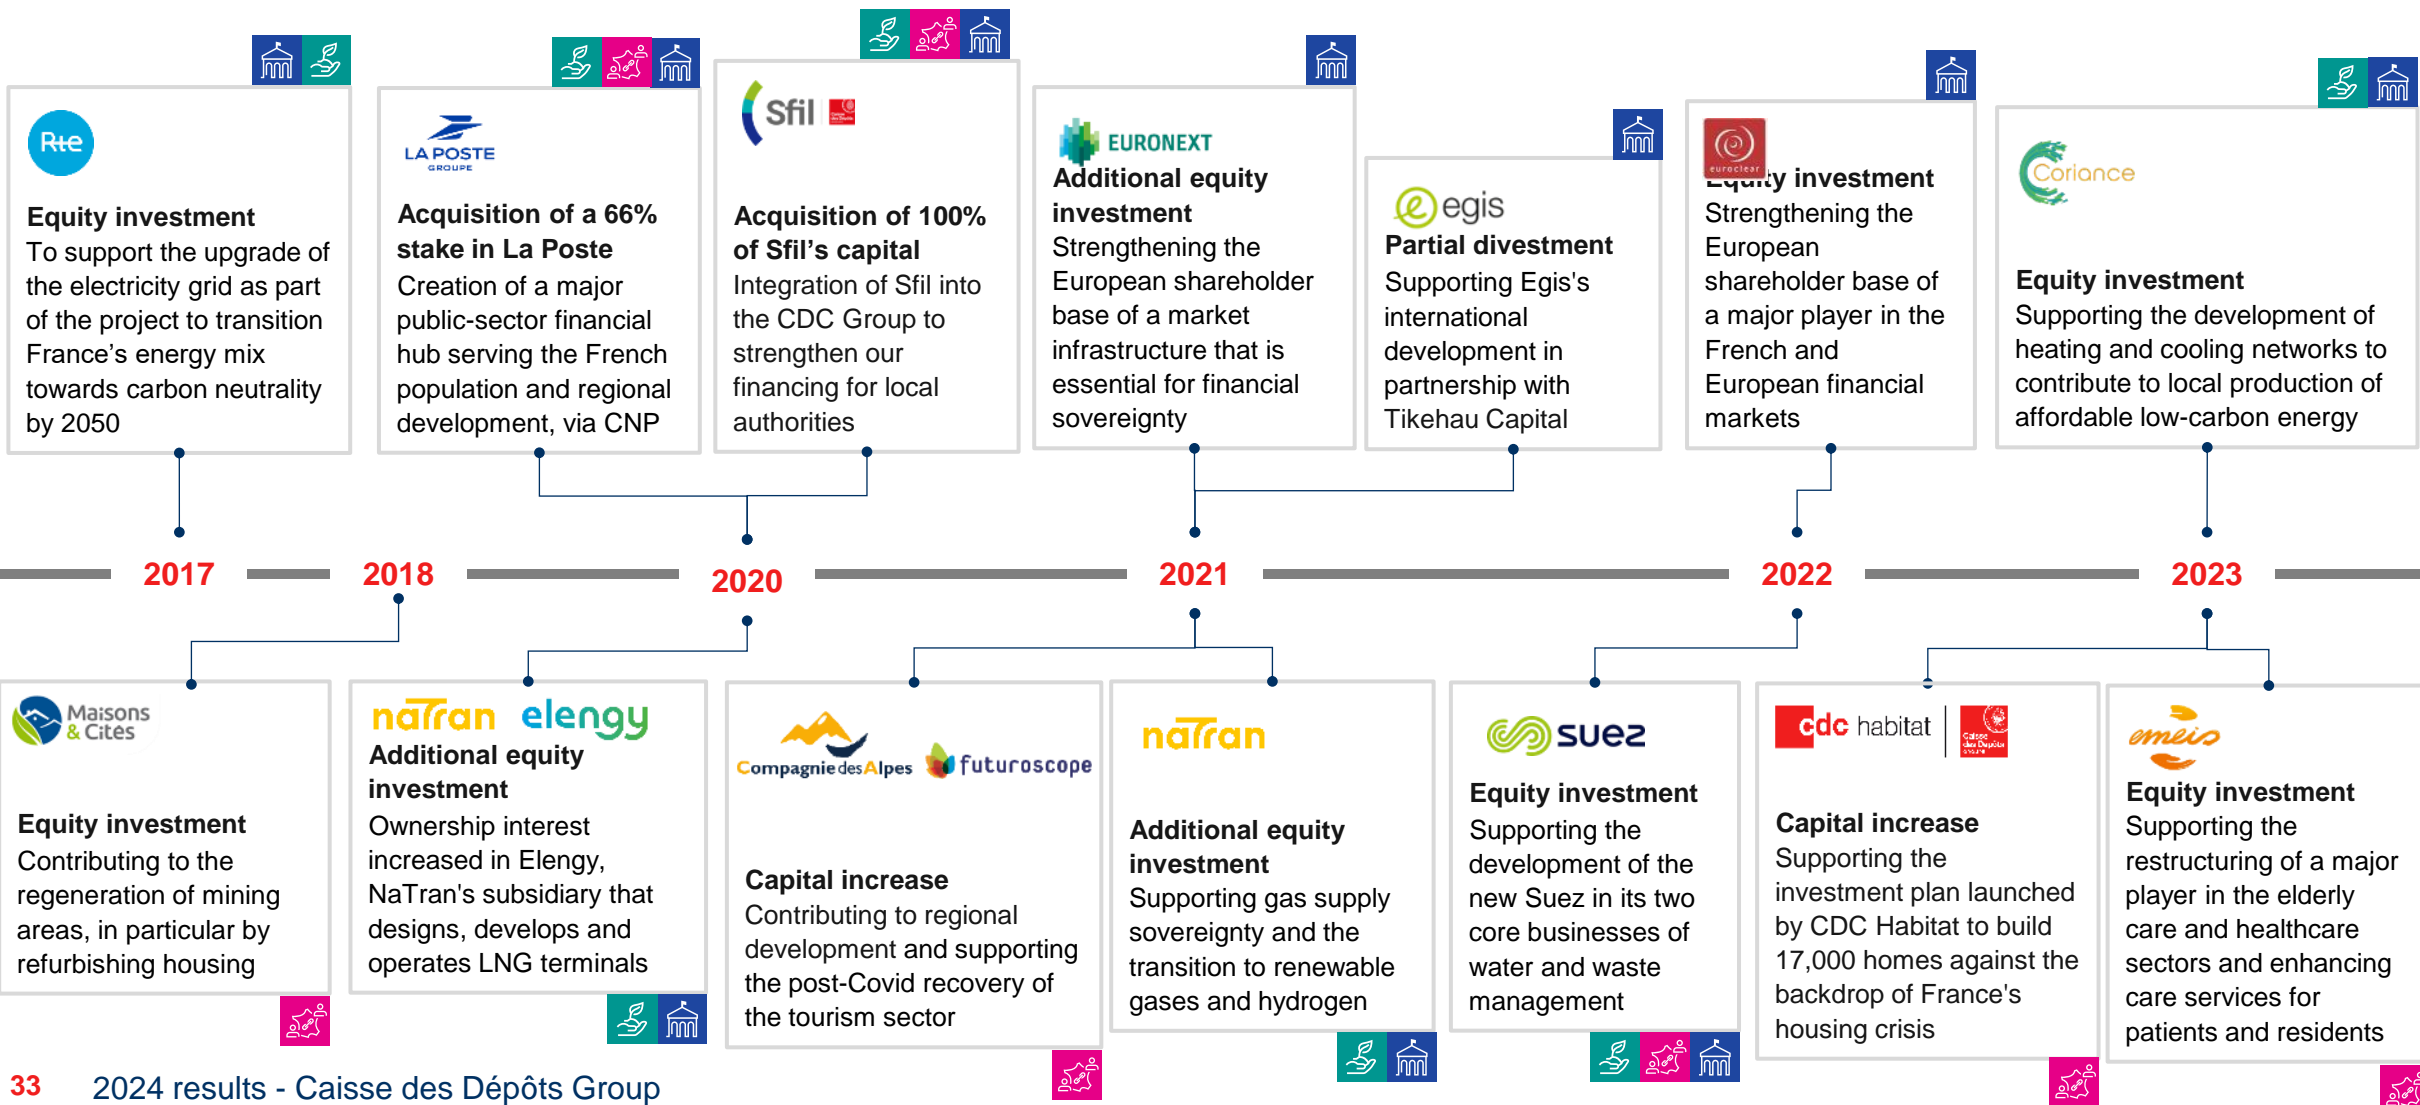 Rte
Equity investment
To support the upgrade of
the electricity grid as part
of the project to transition
France’s energy mix
towards carbon neutrality
by 2050
LA POSTE
GROUPE
Acquisition of a 66%
stake in La Poste
Creation of a major
public-sector financial
hub serving the French
population and regional
development, via CNP
Sfil
Acquisition of 100%
of Sfil’s capital
Integration of Sfil into
the CDC Group to
strengthen our
financing for local
authorities
EURONEXT
Additional equity
investment
Strengthening the
European shareholder
base of a market
infrastructure that is
essential for financial
sovereignty
egis
Partial divestment
Supporting Egis's
international
development in
partnership with
Tikehau Capital
euroclear
Equity investment
Strengthening the
European
shareholder base of
a major player in the
French and
European financial
markets
Coriance
Equity investment
Supporting the development of
heating and cooling networks to
contribute to local production of
affordable low-carbon energy
2017
2018
2020
2021
2022
2023
Maisons
& Cités
Equity investment
Contributing to the
regeneration of mining
areas, in particular by
refurbishing housing
naTran elengy
Additional equity
investment
Ownership interest
increased in Elengy,
NaTran's subsidiary that
designs, develops and
operates LNG terminals
Compagnie des Alpes futuroscope
Capital increase
Contributing to regional
development and supporting
the post-Covid recovery of
the tourism sector
naTran
Additional equity
investment
Supporting gas supply
sovereignty and the
transition to renewable
gases and hydrogen
suez
Equity investment
Supporting the
development of the
new Suez in its two
core businesses of
water and waste
management
cdc habitat
Caisse
des Dépôts
GROUPE
Capital increase
Supporting the
investment plan launched
by CDC Habitat to build
17,000 homes against the
backdrop of France's
housing crisis
emeis
Equity investment
Supporting the
restructuring of a major
player in the elderly
care and healthcare
sectors and enhancing
care services for
patients and residents
33 2024 results - Caisse des Dépôts Group